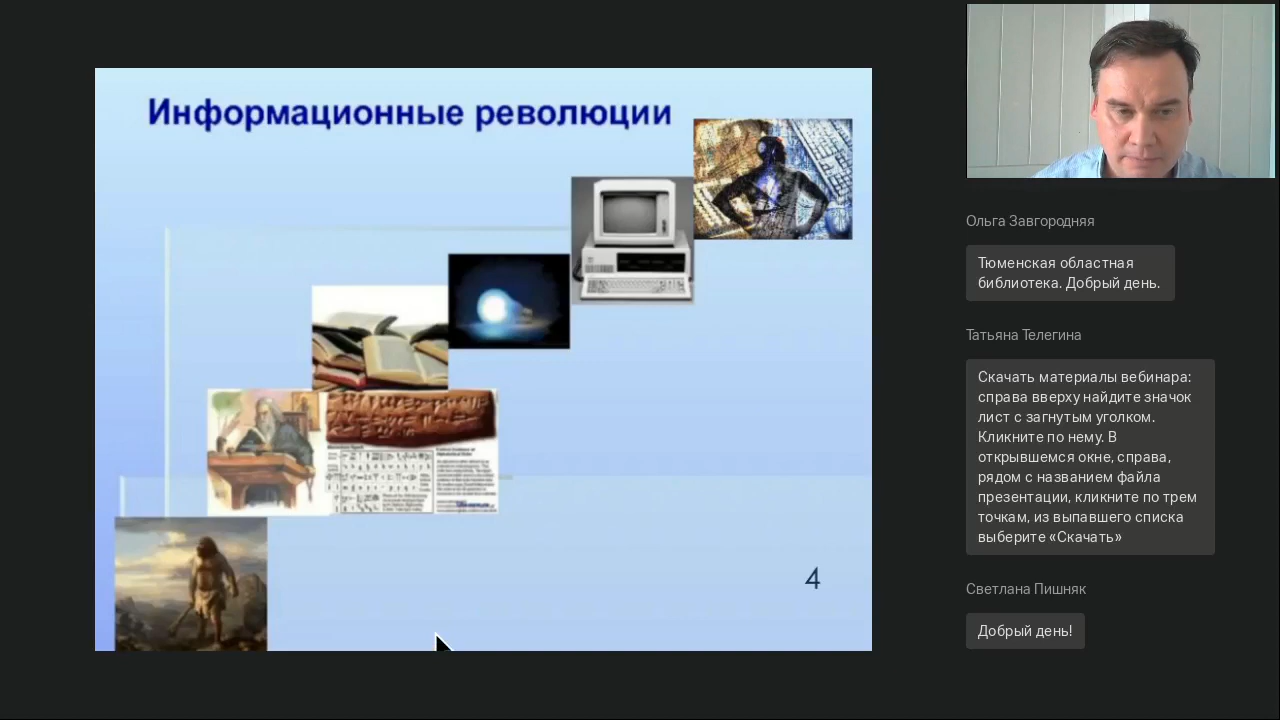 Информационные революции
4
Ольга Завгородняя
Тюменская областная
библиотека. Добрый день.
Татьяна Телегина
Скачать материалы вебинара:
справа вверху найдите значок
лист с загнутым уголком.
Кликните по нему. В
открывшемся окне, справа,
рядом с названием файла
презентации, кликните по трем
точкам, из выпавшего списка
выберите «Скачать»
Светлана Пишняк
Добрый день!